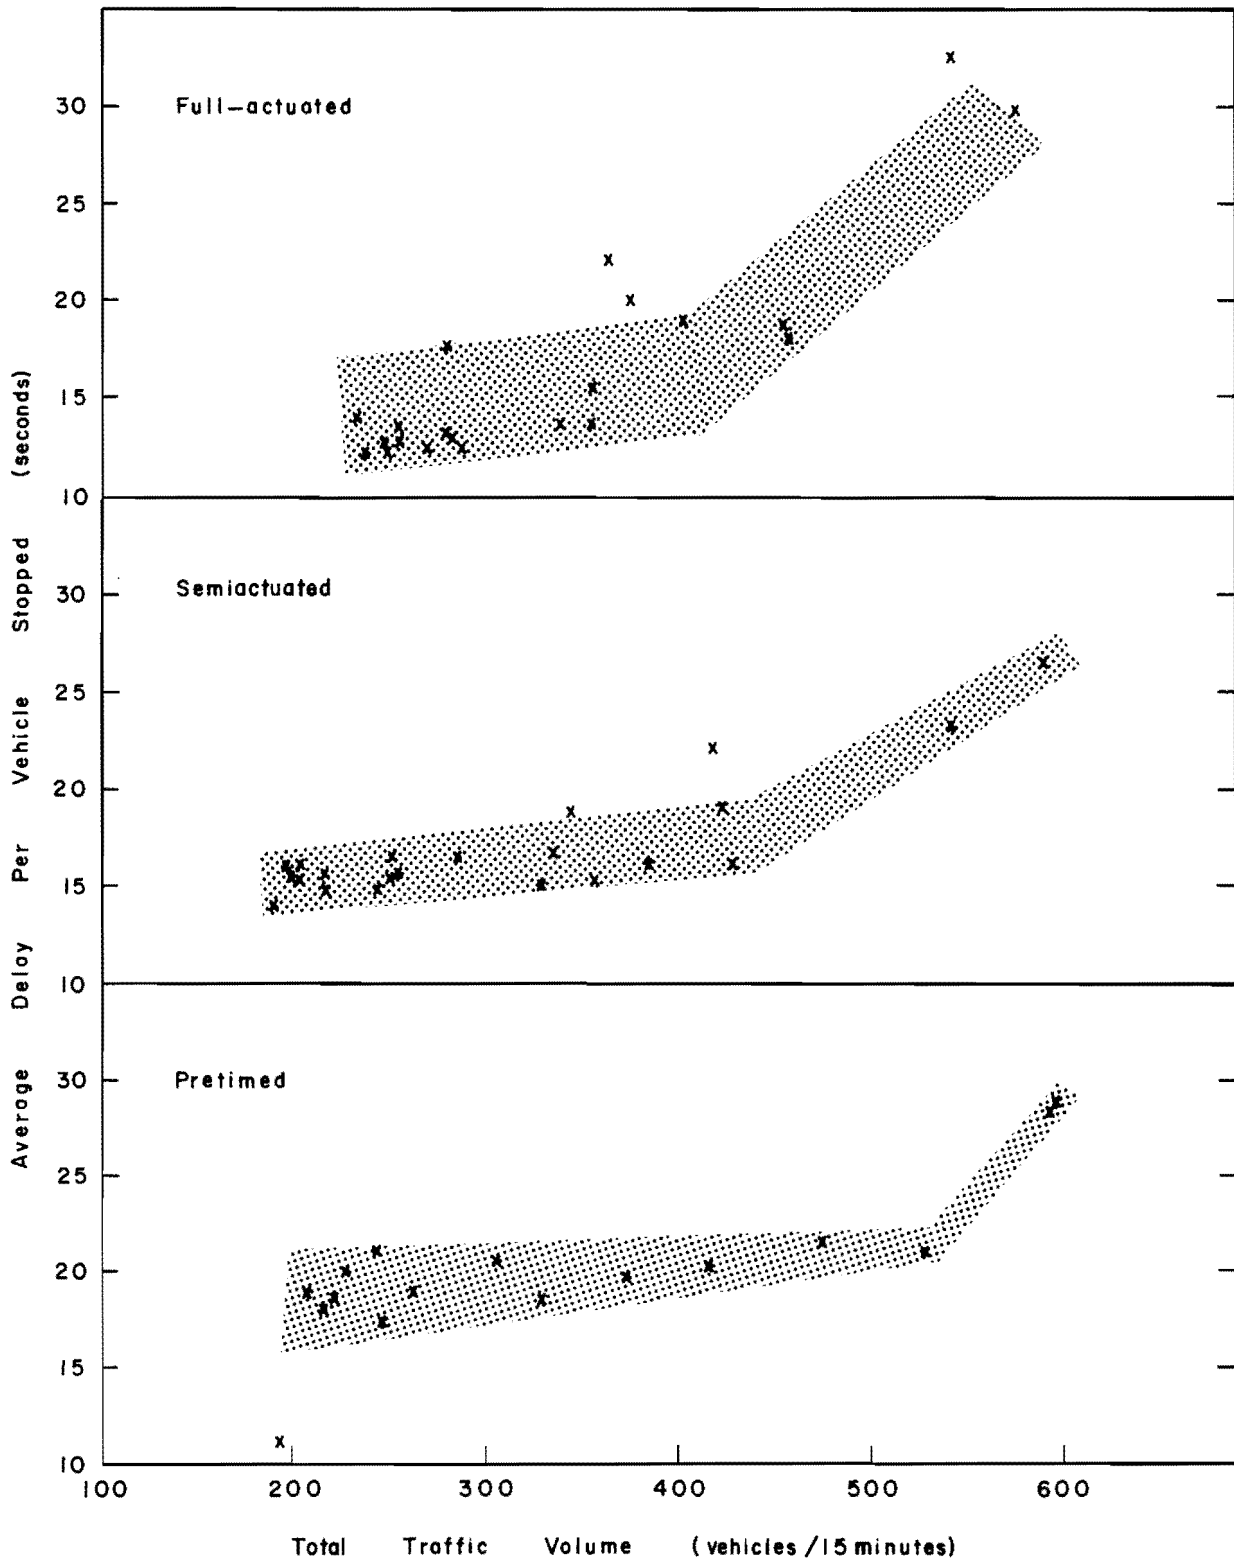 Full-actuated
30
25
20
15
10
Semiactuated
30
25
20
15
10
Pretimed
30
25
20
15
10
100 200 300 400 500 600
Total Traffic Volume (vehicles/15 minutes)
Average Delay Per Vehicle Stopped (seconds)